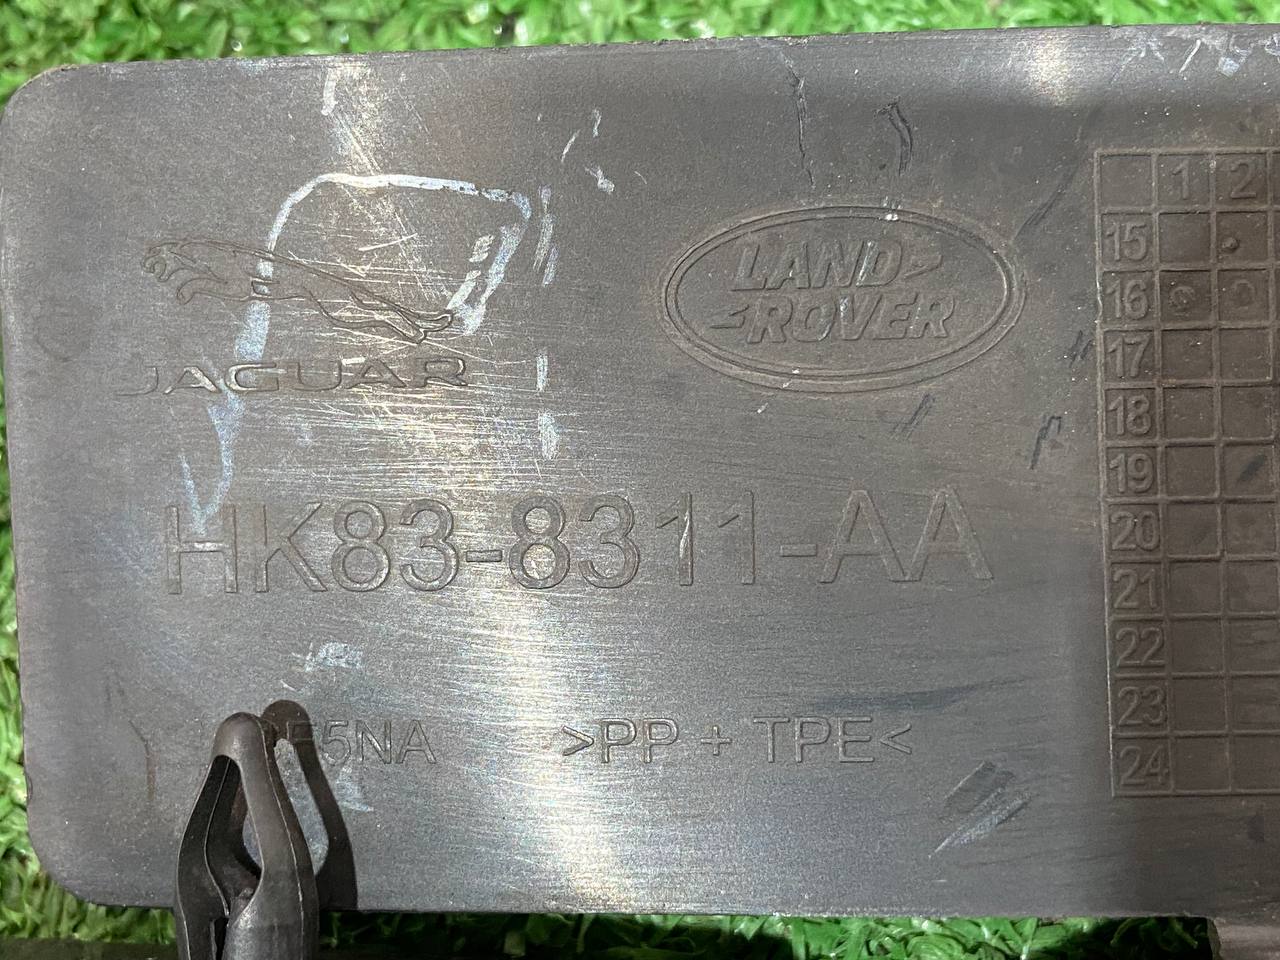 JAGUAR
LAND
ROVER
HK83-8311-AA
>PP + TPE<
1 2
15
16
17
18
19
20
21
22
23
24